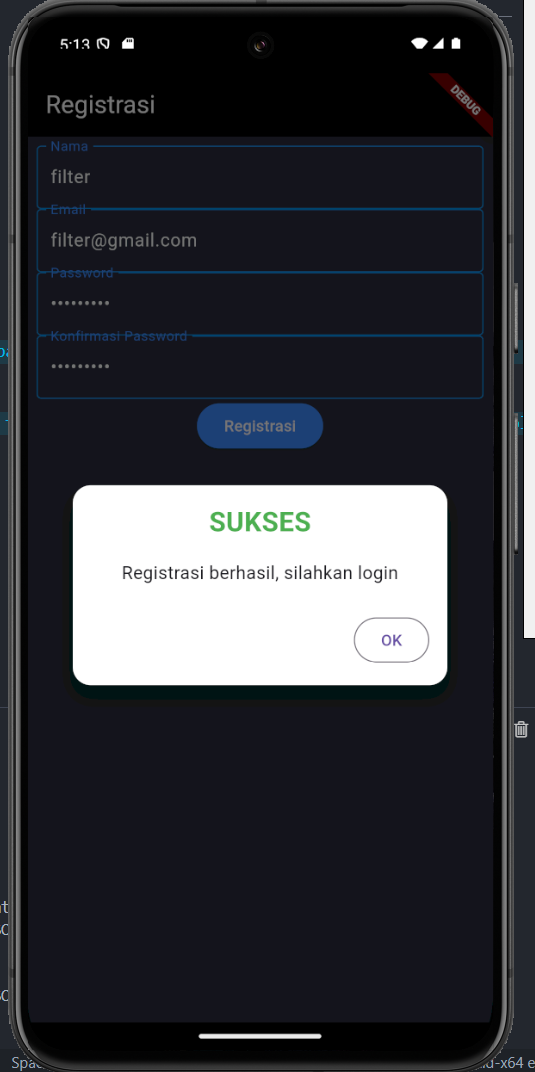 5:13
DEBUG
Registrasi
Nama
filter
Email
filter@gmail.com
Password
•••••••••
Konfirmasi Password
•••••••••
Registrasi
SUKSES
Registrasi berhasil, silahkan login
OK